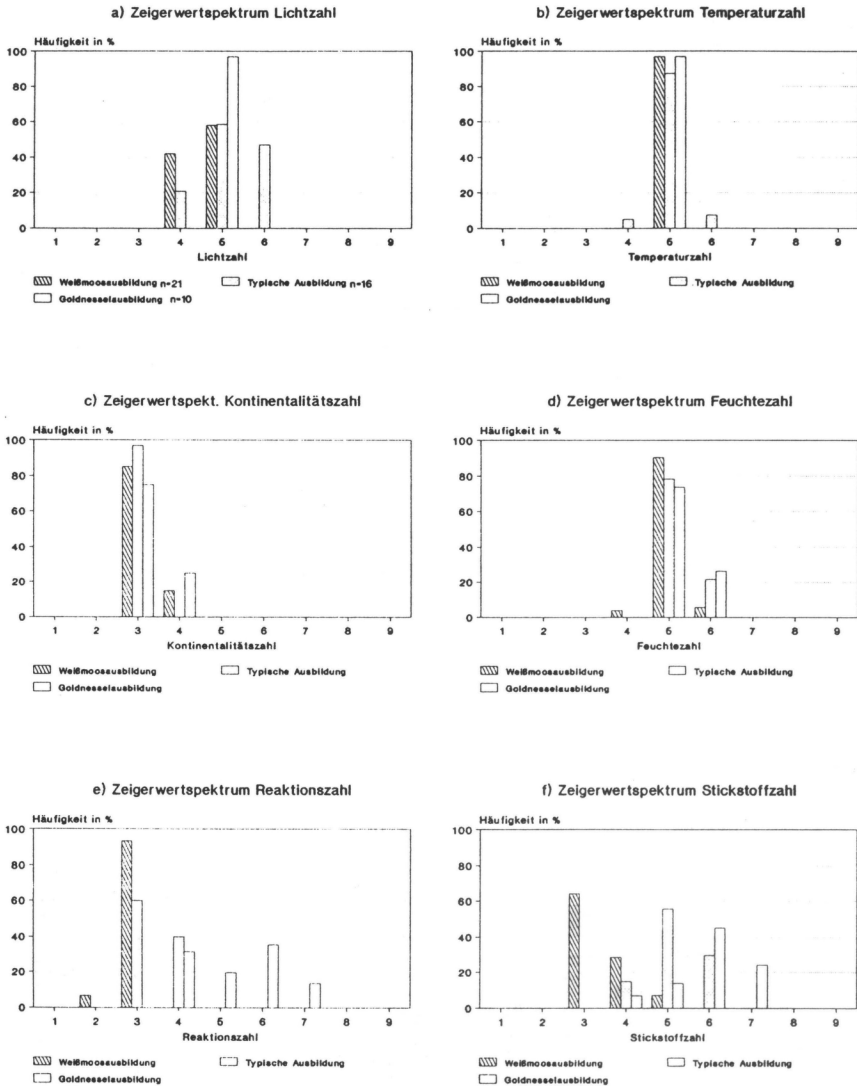 a) Zeigerwertspektrum Lichtzahl
Häufigkeit in %
100
80
60
40
20
0
1 2 3 4 5 6 7 8 9
Lichtzahl
Weißmoosausbildung n=21 Typische Ausbildung n=16
Goldnesselausbildung n=10
b) Zeigerwertspektrum Temperaturzahl
Häufigkeit in %
100
80
60
40
20
0
1 2 3 4 5 6 7 8 9
Temperaturzahl
Weißmoosausbildung Typische Ausbildung
Goldnesselausbildung
c) Zeigerwertspekt. Kontinentalitätszahl
Häufigkeit in %
100
80
60
40
20
0
1 2 3 4 5 6 7 8 9
Kontinentalitätszahl
Weißmoosausbildung Typische Ausbildung
Goldnesselausbildung
d) Zeigerwertspektrum Feuchtezahl
Häufigkeit in %
100
80
60
40
20
0
1 2 3 4 5 6 7 8 9
Feuchtezahl
Weißmoosausbildung Typische Ausbildung
Goldnesselausbildung
e) Zeigerwertspektrum Reaktionszahl
Häufigkeit in %
100
80
60
40
20
0
1 2 3 4 5 6 7 8 9
Reaktionszahl
Weißmoosausbildung Typische Ausbildung
Goldnesselausbildung
f) Zeigerwertspektrum Stickstoffzahl
Häufigkeit in %
100
80
60
40
20
0
1 2 3 4 5 6 7 8 9
Stickstoffzahl
Weißmoosausbildung Typische Ausbildung
Goldnesselausbildung